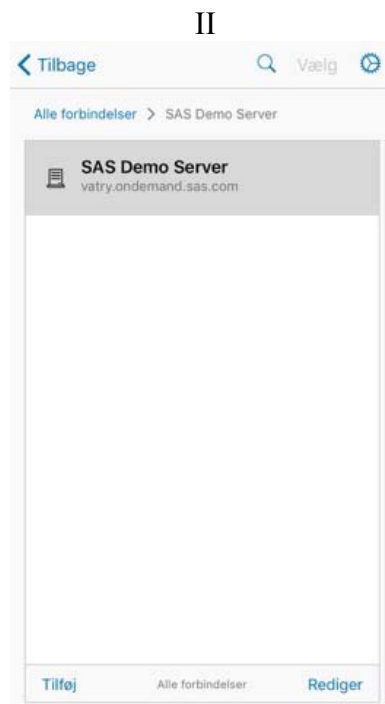 II
Tilbage Vælg
Alle forbindelser > SAS Demo Server
SAS Demo Server
vatry.ondemand.sas.com
Tilføj Alle forbindelser Rediger